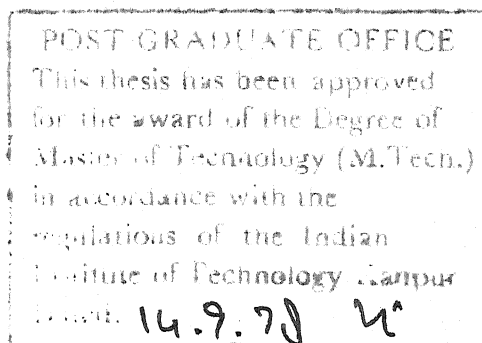 POST GRADUATE OFFICE
This thesis has been approved
for the award of the Degree of
Master of Technology (M.Tech.)
in accordance with the
regulations of the Indian
Institute of Technology Kanpur
14.9.78